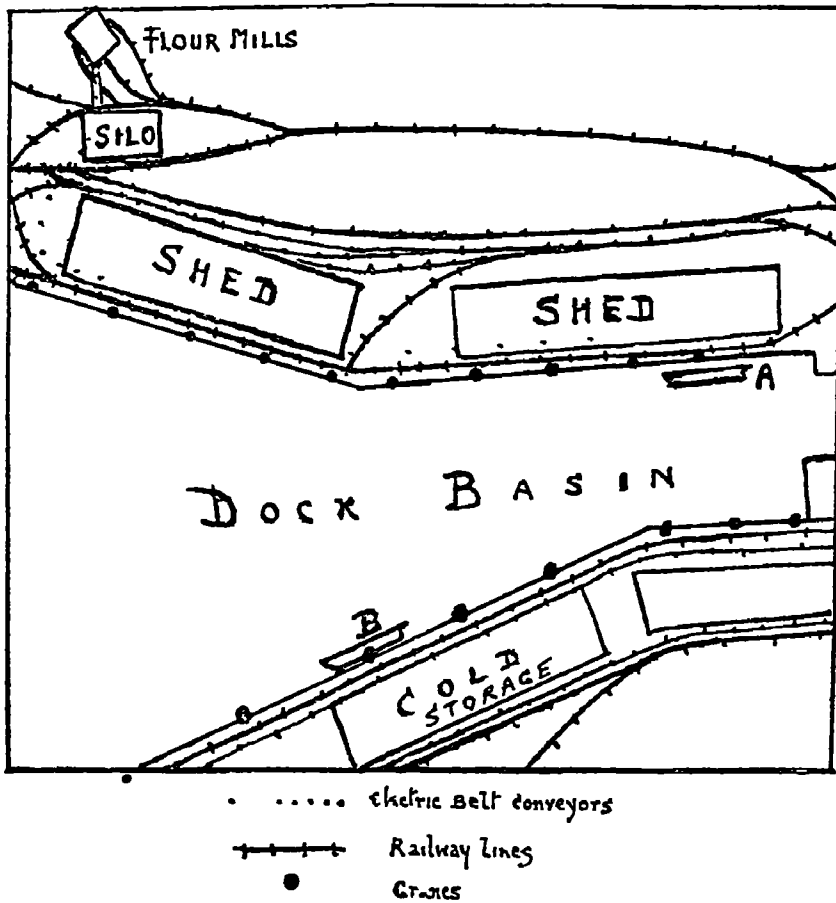 FLOUR MILLS
SILO
SHED
SHED
A
DOCK BASIN
B
COLD
STORAGE
Electric Belt conveyors
Railway lines
Cranes